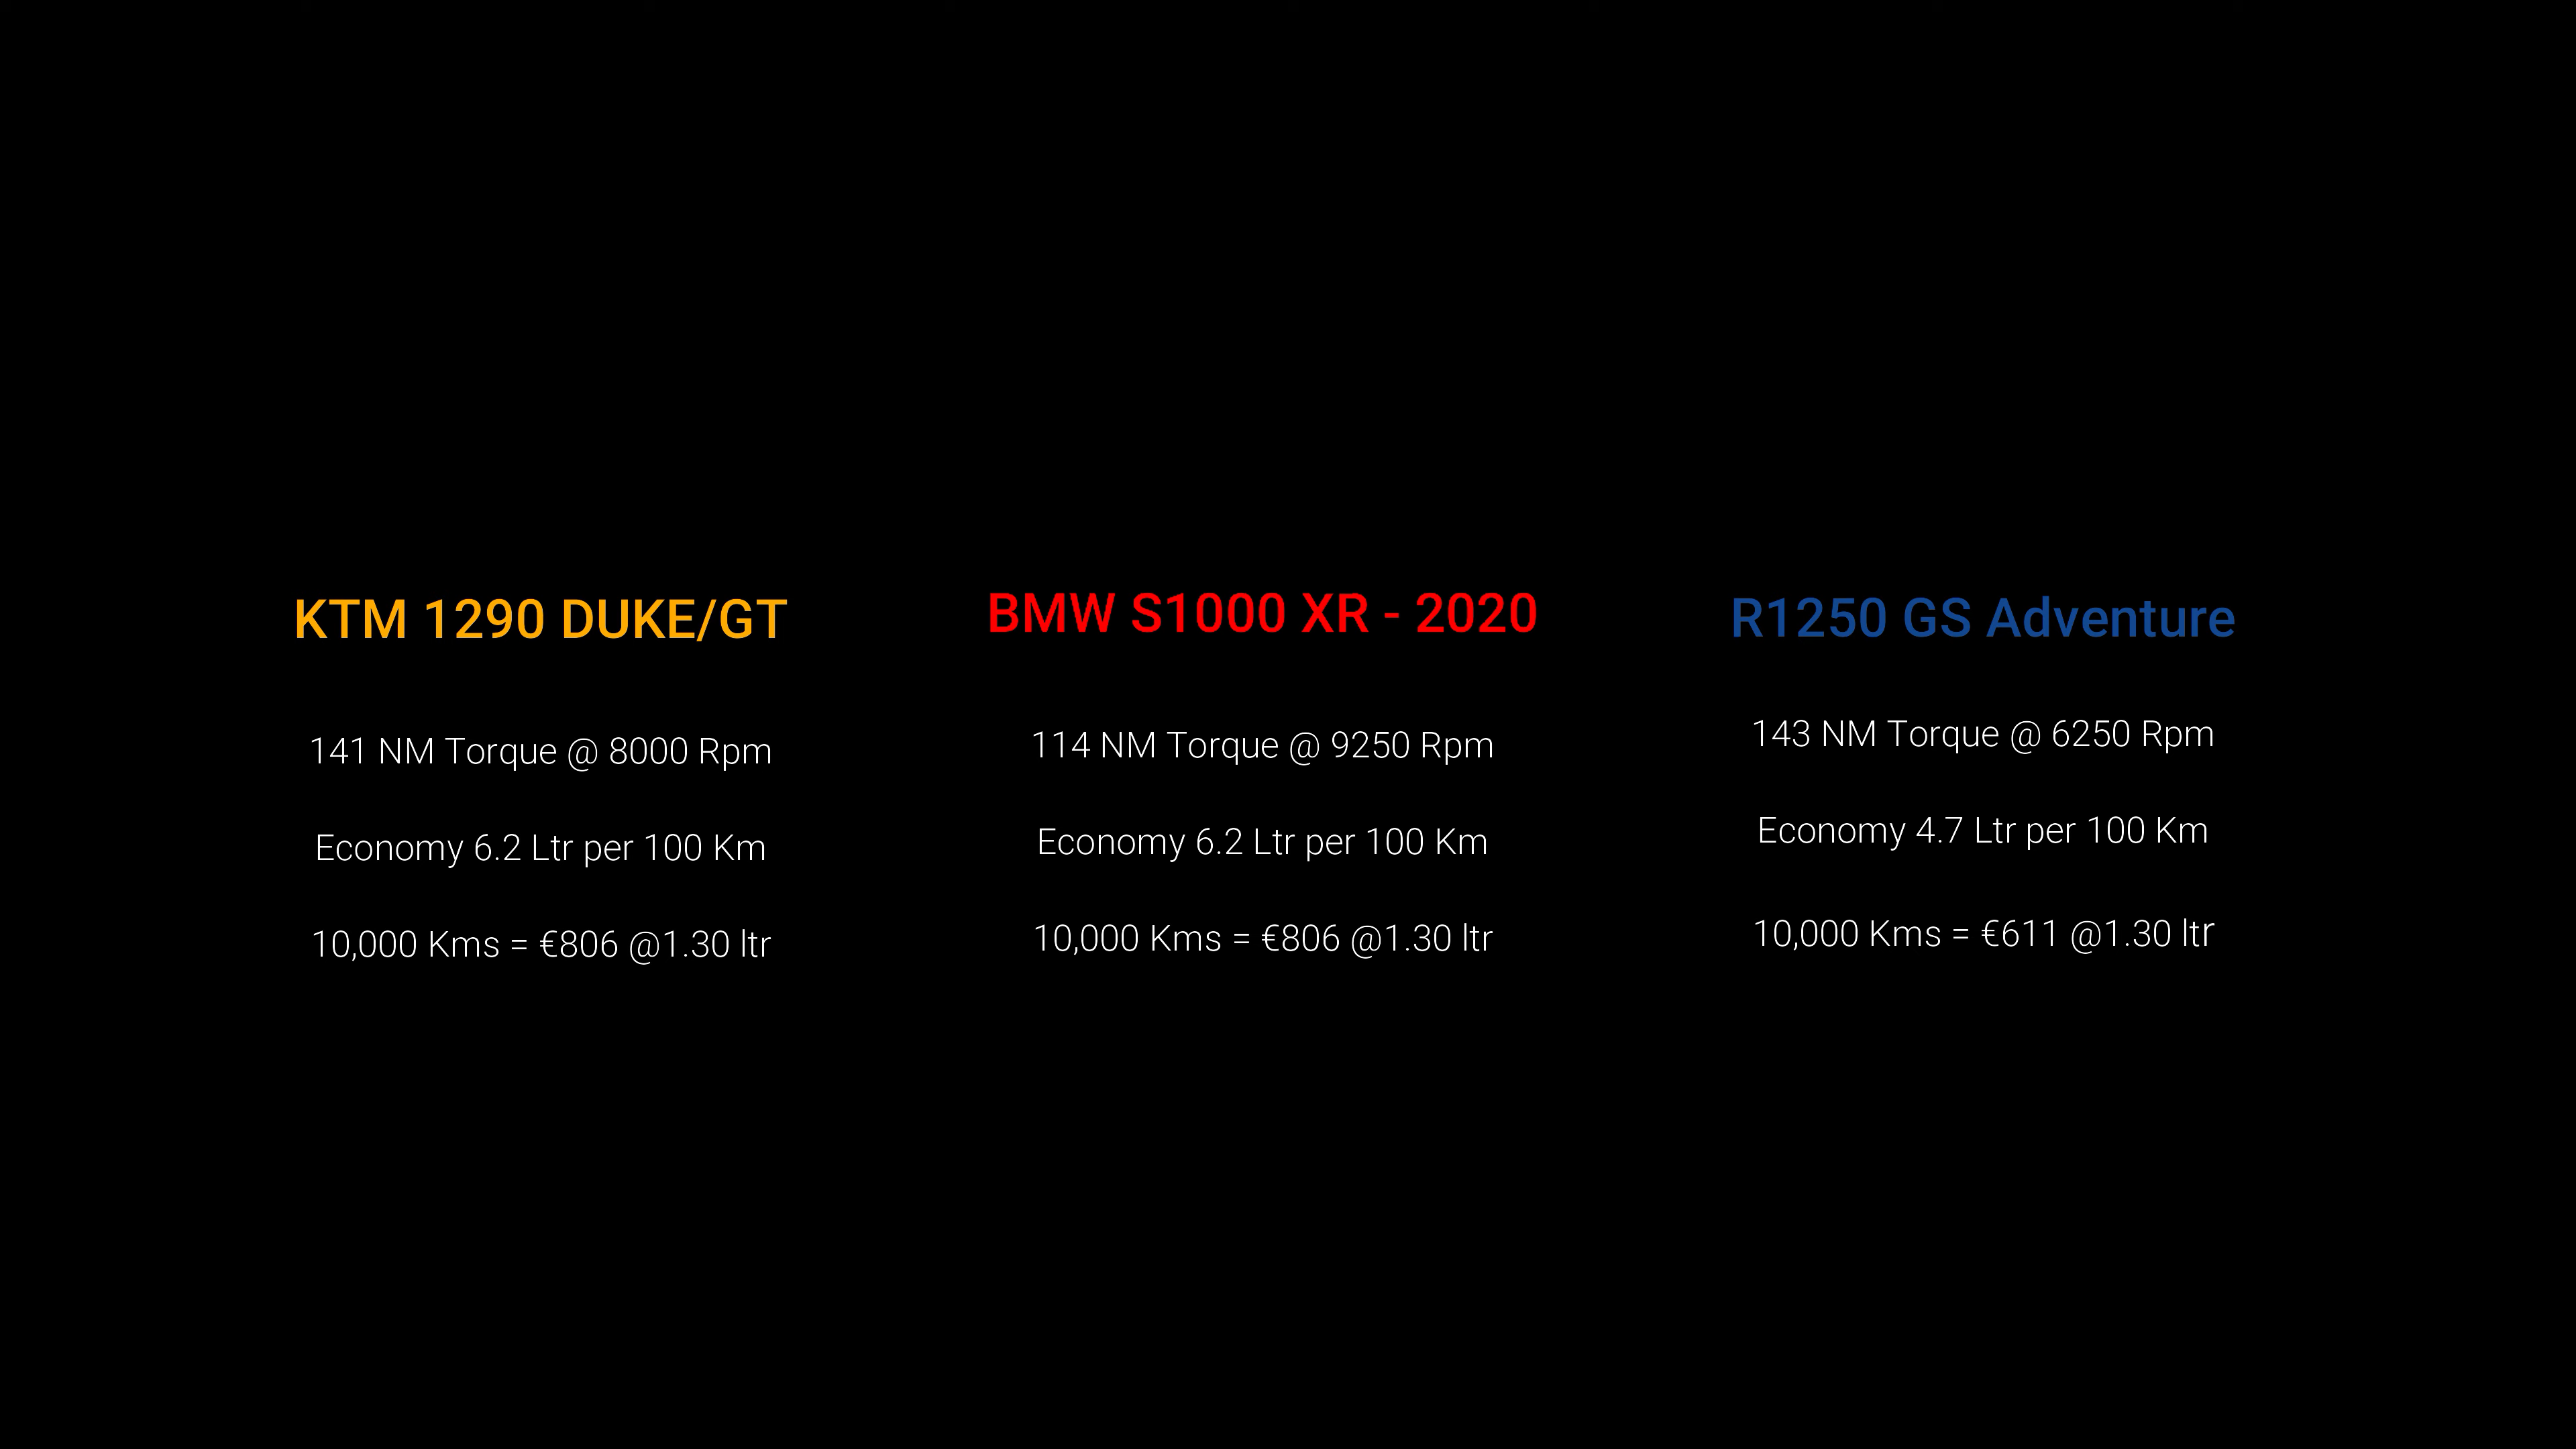 KTM 1290 DUKE/GT
141 NM Torque @ 8000 Rpm
Economy 6.2 Ltr per 100 Km
10,000 Kms = €806 @1.30 ltr
BMW S1000 XR - 2020
114 NM Torque @ 9250 Rpm
Economy 6.2 Ltr per 100 Km
10,000 Kms = €806 @1.30 ltr
R1250 GS Adventure
143 NM Torque @ 6250 Rpm
Economy 4.7 Ltr per 100 Km
10,000 Kms = €611 @1.30 ltr